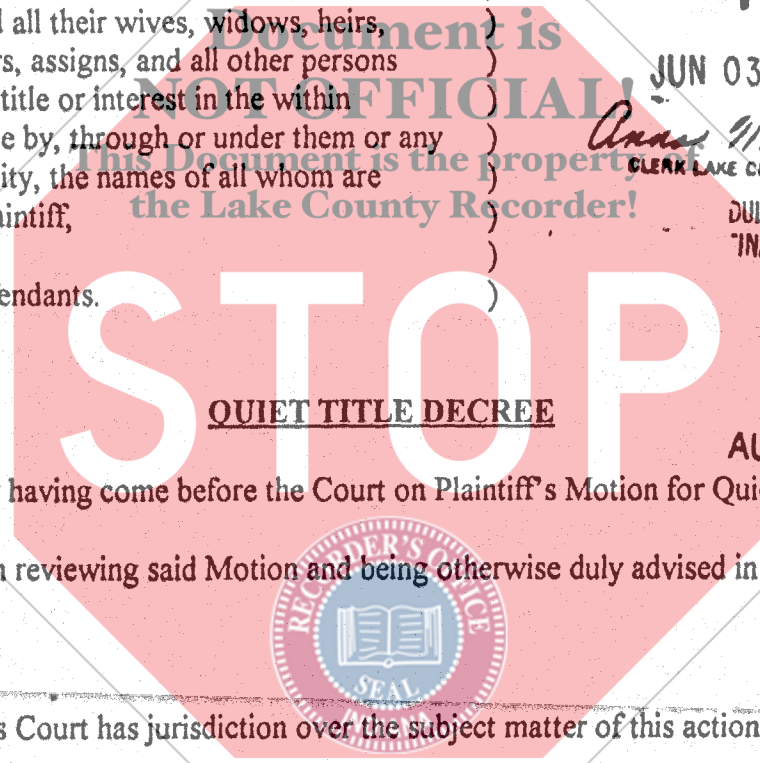 all their wives, widows, heirs,
Document is
rs, assigns, and all other persons
JUN 03
NOT OFFICIAL!
title or interest in the within
e by, through or under them or any
This Document is the property of
CLERK LAKE
ity, the names of all whom are
the Lake County Recorder!
aintiff,
endants.
STOP
QUIET TITLE DECREE
AU
having come before the Court on Plaintiff's Motion for Qui
n reviewing said Motion and being otherwise duly advised in
RECORDER'S OFFICE
SEAL
s Court has jurisdiction over the subject matter of this action